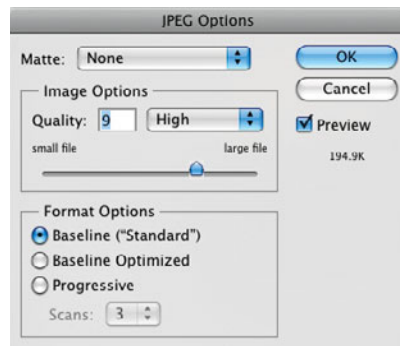 JPEG Options
Matte: None
OK
Cancel
Image Options
Quality: 9 High
Preview
small file large file
194.9K
Format Options
Baseline ("Standard")
Baseline Optimized
Progressive
Scans: 3